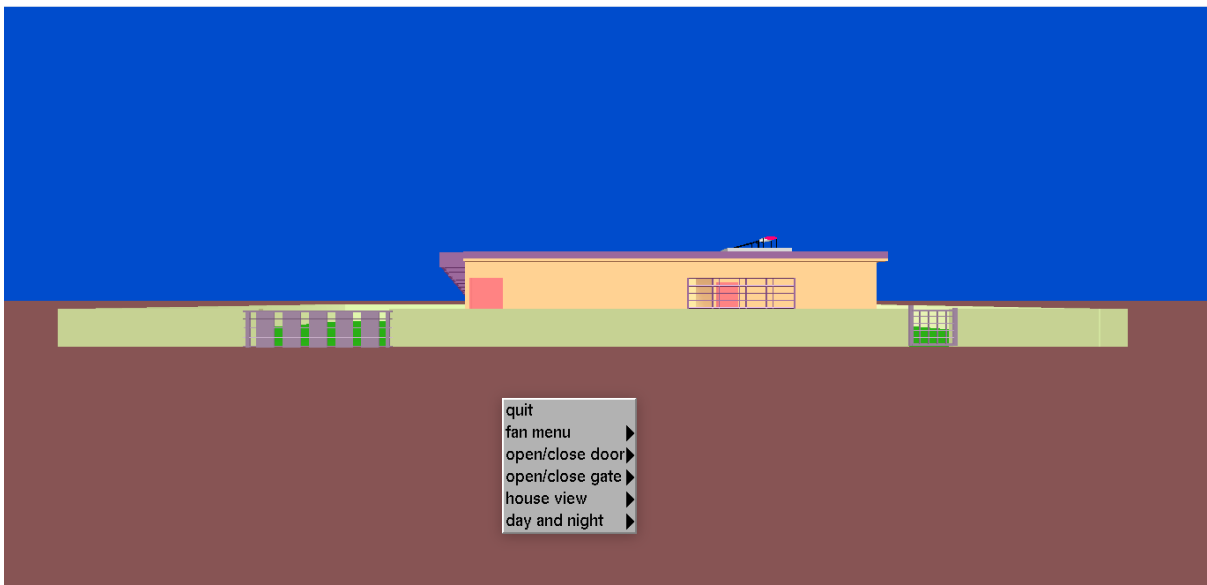 quit
fan menu
open/close door
open/close gate
house view
day and night